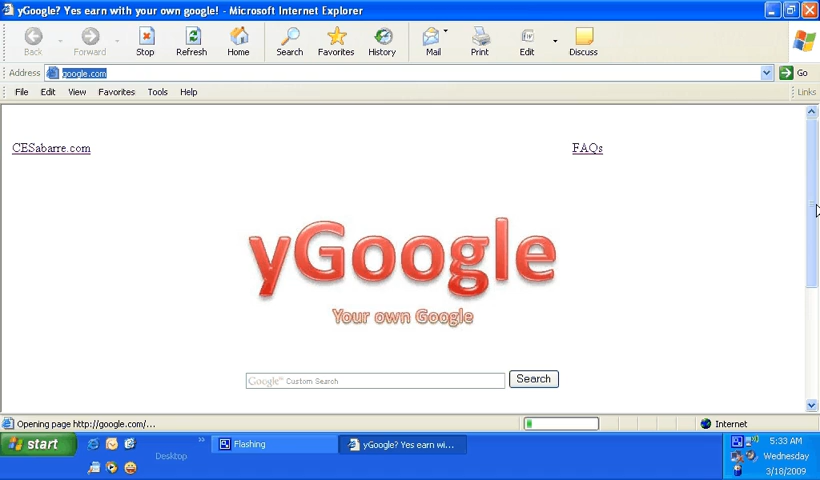 yGoogle? Yes earn with your own google! - Microsoft Internet Explorer
Back Forward Stop Refresh Home Search Favorites History Mail Print Edit Discuss
Address google.com Go
File Edit View Favorites Tools Help Links
CESabarre.com FAQs
yGoogle
Your own Google
Google™ Custom Search Search
Opening page http://google.com/... Internet
start Flashing yGoogle? Yes earn wi... 5:33 AM
Desktop Wednesday
3/18/2009